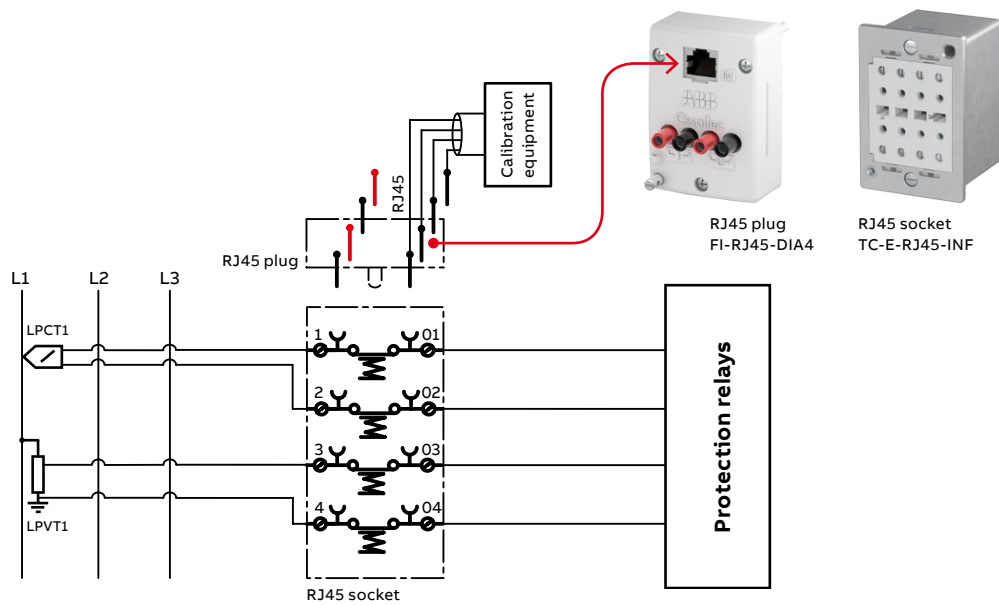 Calibration
equipment
RJ45
RJ45 plug
ABB
RJ45 plug
FI-RJ45-DIA4
RJ45 socket
TC-E-RJ45-INF
L1
L2
L3
LPCT1
LPVT1
1
01
2
02
3
03
4
04
Protection relays
RJ45 socket